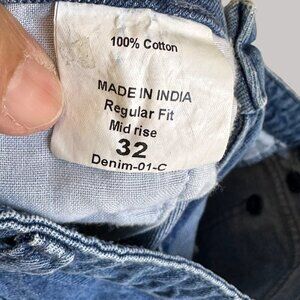 100% Cotton
MADE IN INDIA
Regular Fit
Mid rise
32
Denim-01-C